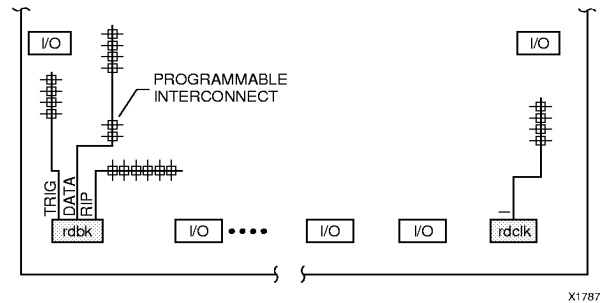 I/O
I/O
PROGRAMMABLE
INTERCONNECT
TRIG
DATA
RIP
I
rdbk
I/O
I/O
I/O
rdclk
X1787